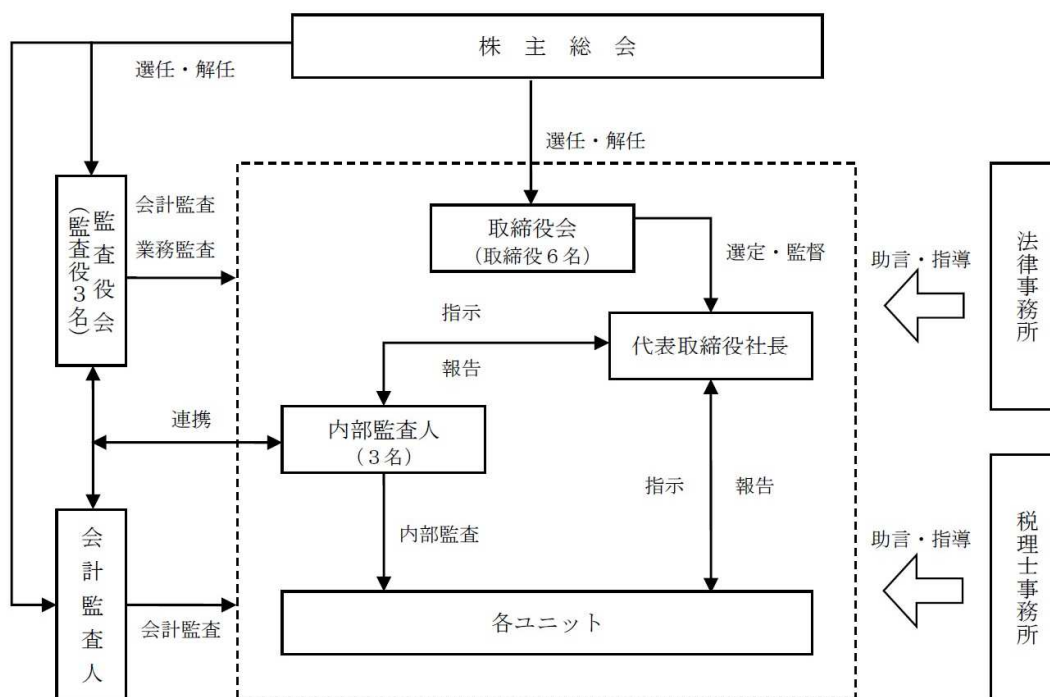 株主総会
選任・解任
選任・解任
監査役会
(監査役３名)
会計監査
業務監査
取締役会
(取締役６名)
選定・監督
助言・指導
法律事務所
指示
代表取締役社長
報告
連携
内部監査人
(３名)
指示
報告
内部監査
助言・指導
税理士事務所
会計監査人
会計監査
各ユニット